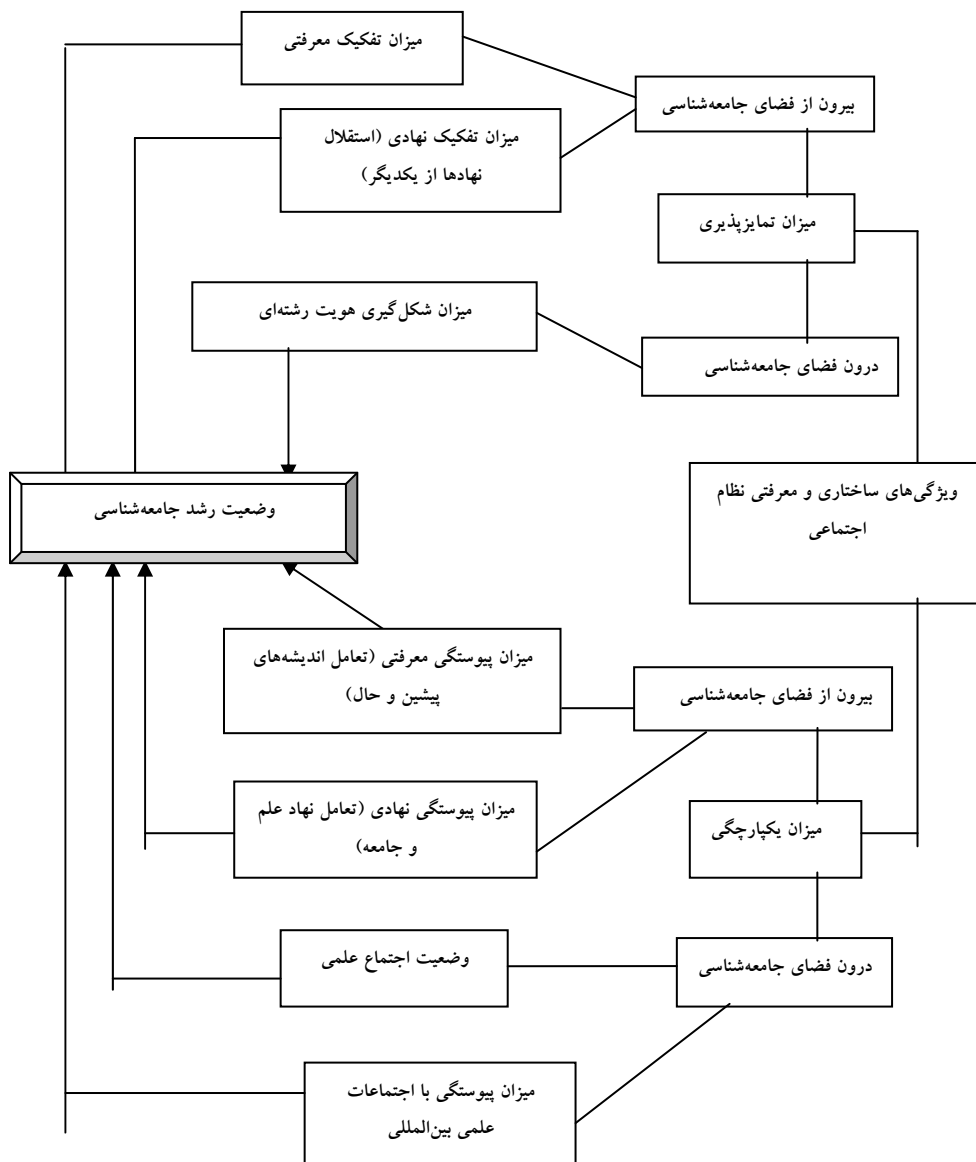 میزان تفکیک معرفتی
بیرون از فضای جامعه‌شناسی
میزان تفکیک نهادی (استقلال
نهادها از یکدیگر)
میزان تمایزپذیری
میزان شکل‌گیری هویت رشته‌ای
درون فضای جامعه‌شناسی
ویژگی‌های ساختاری و معرفتی نظام
اجتماعی
وضعیت رشد جامعه‌شناسی
میزان پیوستگی معرفتی (تعامل اندیشه‌های
پیشین و حال)
بیرون از فضای جامعه‌شناسی
میزان پیوستگی نهادی (تعامل نهاد علم
و جامعه)
میزان یکپارچگی
وضعیت اجتماع علمی
درون فضای جامعه‌شناسی
میزان پیوستگی با اجتماعات
علمی بین‌المللی